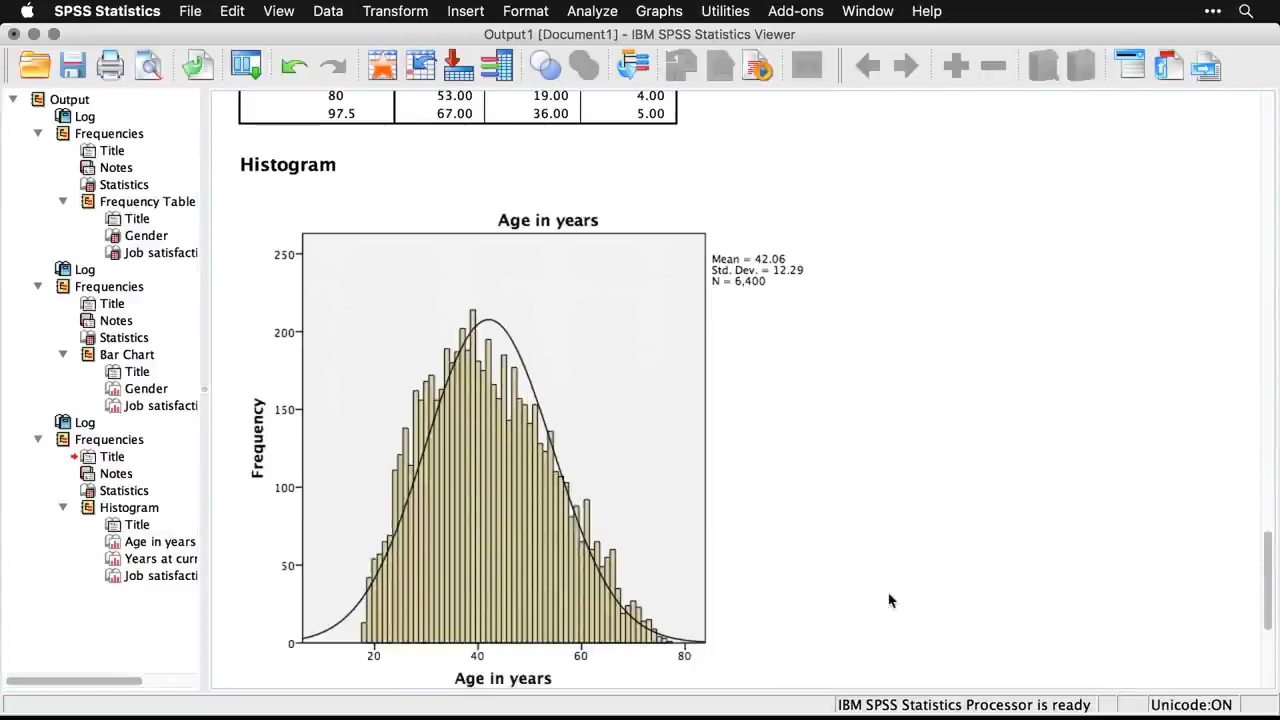 SPSS Statistics File Edit View Data Transform Insert Format Analyze Graphs Utilities Add-ons Window Help
Output1 [Document1] - IBM SPSS Statistics Viewer
Output
Log
Frequencies
Title
Notes
Statistics
Frequency Table
Title
Gender
Job satisfacti
Log
Frequencies
Title
Notes
Statistics
Bar Chart
Title
Gender
Job satisfacti
Log
Frequencies
Title
Notes
Statistics
Histogram
Title
Age in years
Years at curr
Job satisfacti
80 53.00 19.00 4.00
97.5 67.00 36.00 5.00
Histogram
Age in years
Mean = 42.06
Std. Dev. = 12.29
N = 6,400
Frequency
250
200
150
100
50
0
20 40 60 80
Age in years
IBM SPSS Statistics Processor is ready Unicode:ON